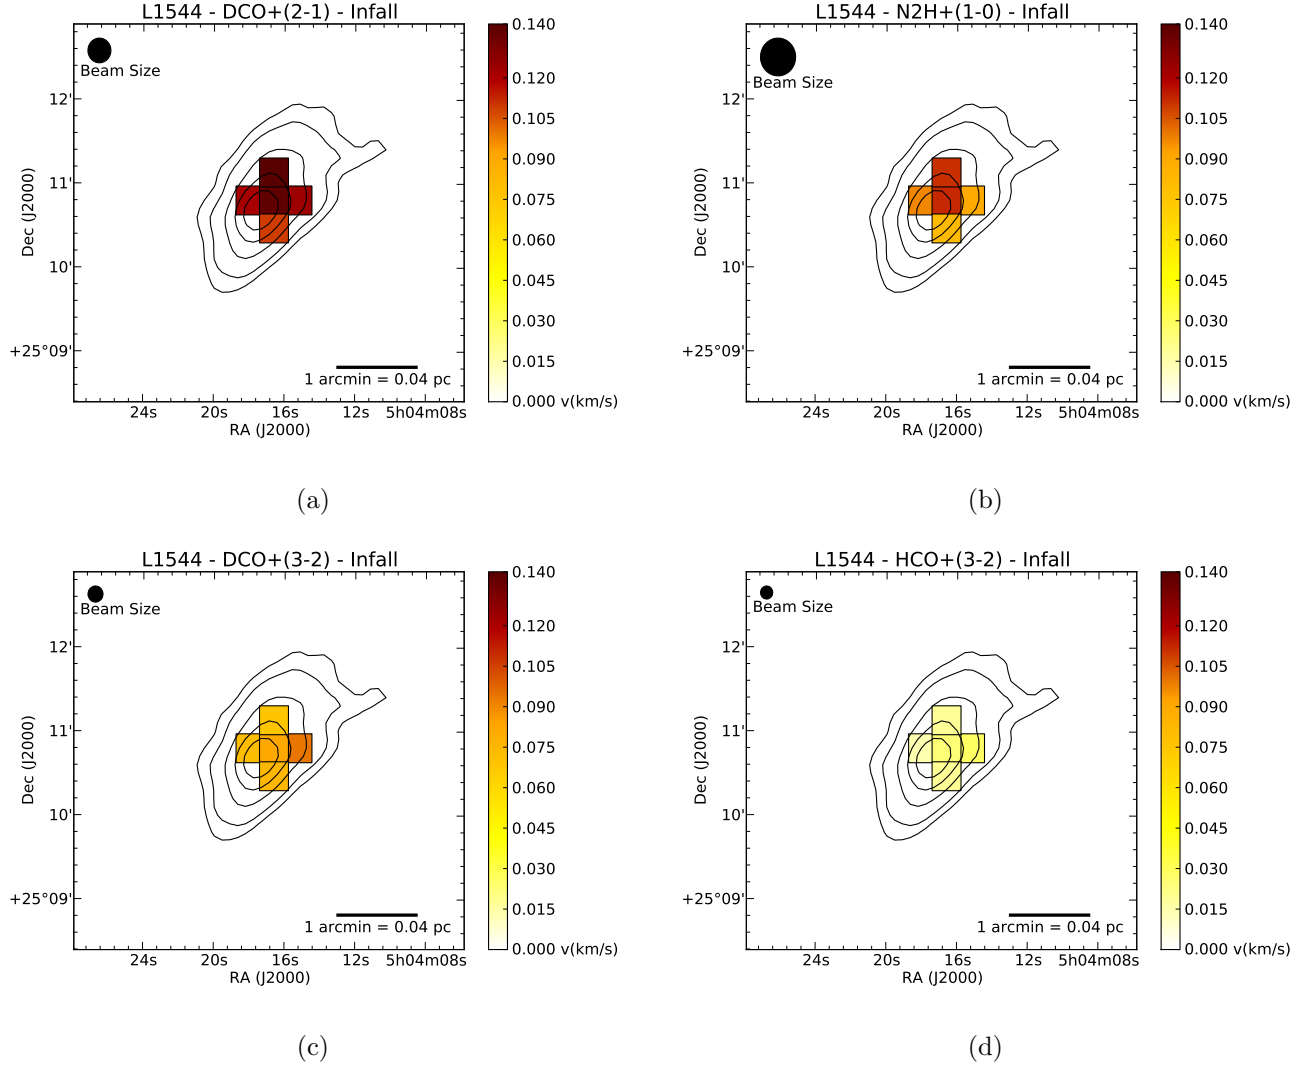 L1544 - DCO+(2-1) - Infall
Beam Size
12'
11'
10'
+25°09'
Dec (J2000)
24s 20s 16s 12s 5h04m08s
RA (J2000)
1 arcmin = 0.04 pc
0.140
0.120
0.105
0.090
0.075
0.060
0.045
0.030
0.015
0.000 v(km/s)
(a)
L1544 - N2H+(1-0) - Infall
Beam Size
12'
11'
10'
+25°09'
Dec (J2000)
24s 20s 16s 12s 5h04m08s
RA (J2000)
1 arcmin = 0.04 pc
0.140
0.120
0.105
0.090
0.075
0.060
0.045
0.030
0.015
0.000 v(km/s)
(b)
L1544 - DCO+(3-2) - Infall
Beam Size
12'
11'
10'
+25°09'
Dec (J2000)
24s 20s 16s 12s 5h04m08s
RA (J2000)
1 arcmin = 0.04 pc
0.140
0.120
0.105
0.090
0.075
0.060
0.045
0.030
0.015
0.000 v(km/s)
(c)
L1544 - HCO+(3-2) - Infall
Beam Size
12'
11'
10'
+25°09'
Dec (J2000)
24s 20s 16s 12s 5h04m08s
RA (J2000)
1 arcmin = 0.04 pc
0.140
0.120
0.105
0.090
0.075
0.060
0.045
0.030
0.015
0.000 v(km/s)
(d)